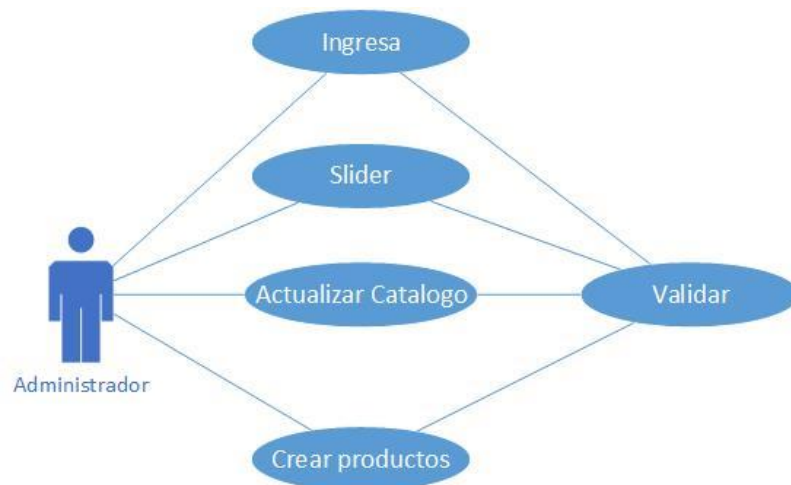 Ingresa
Slider
Actualizar Catalogo
Validar
Administrador
Crear productos